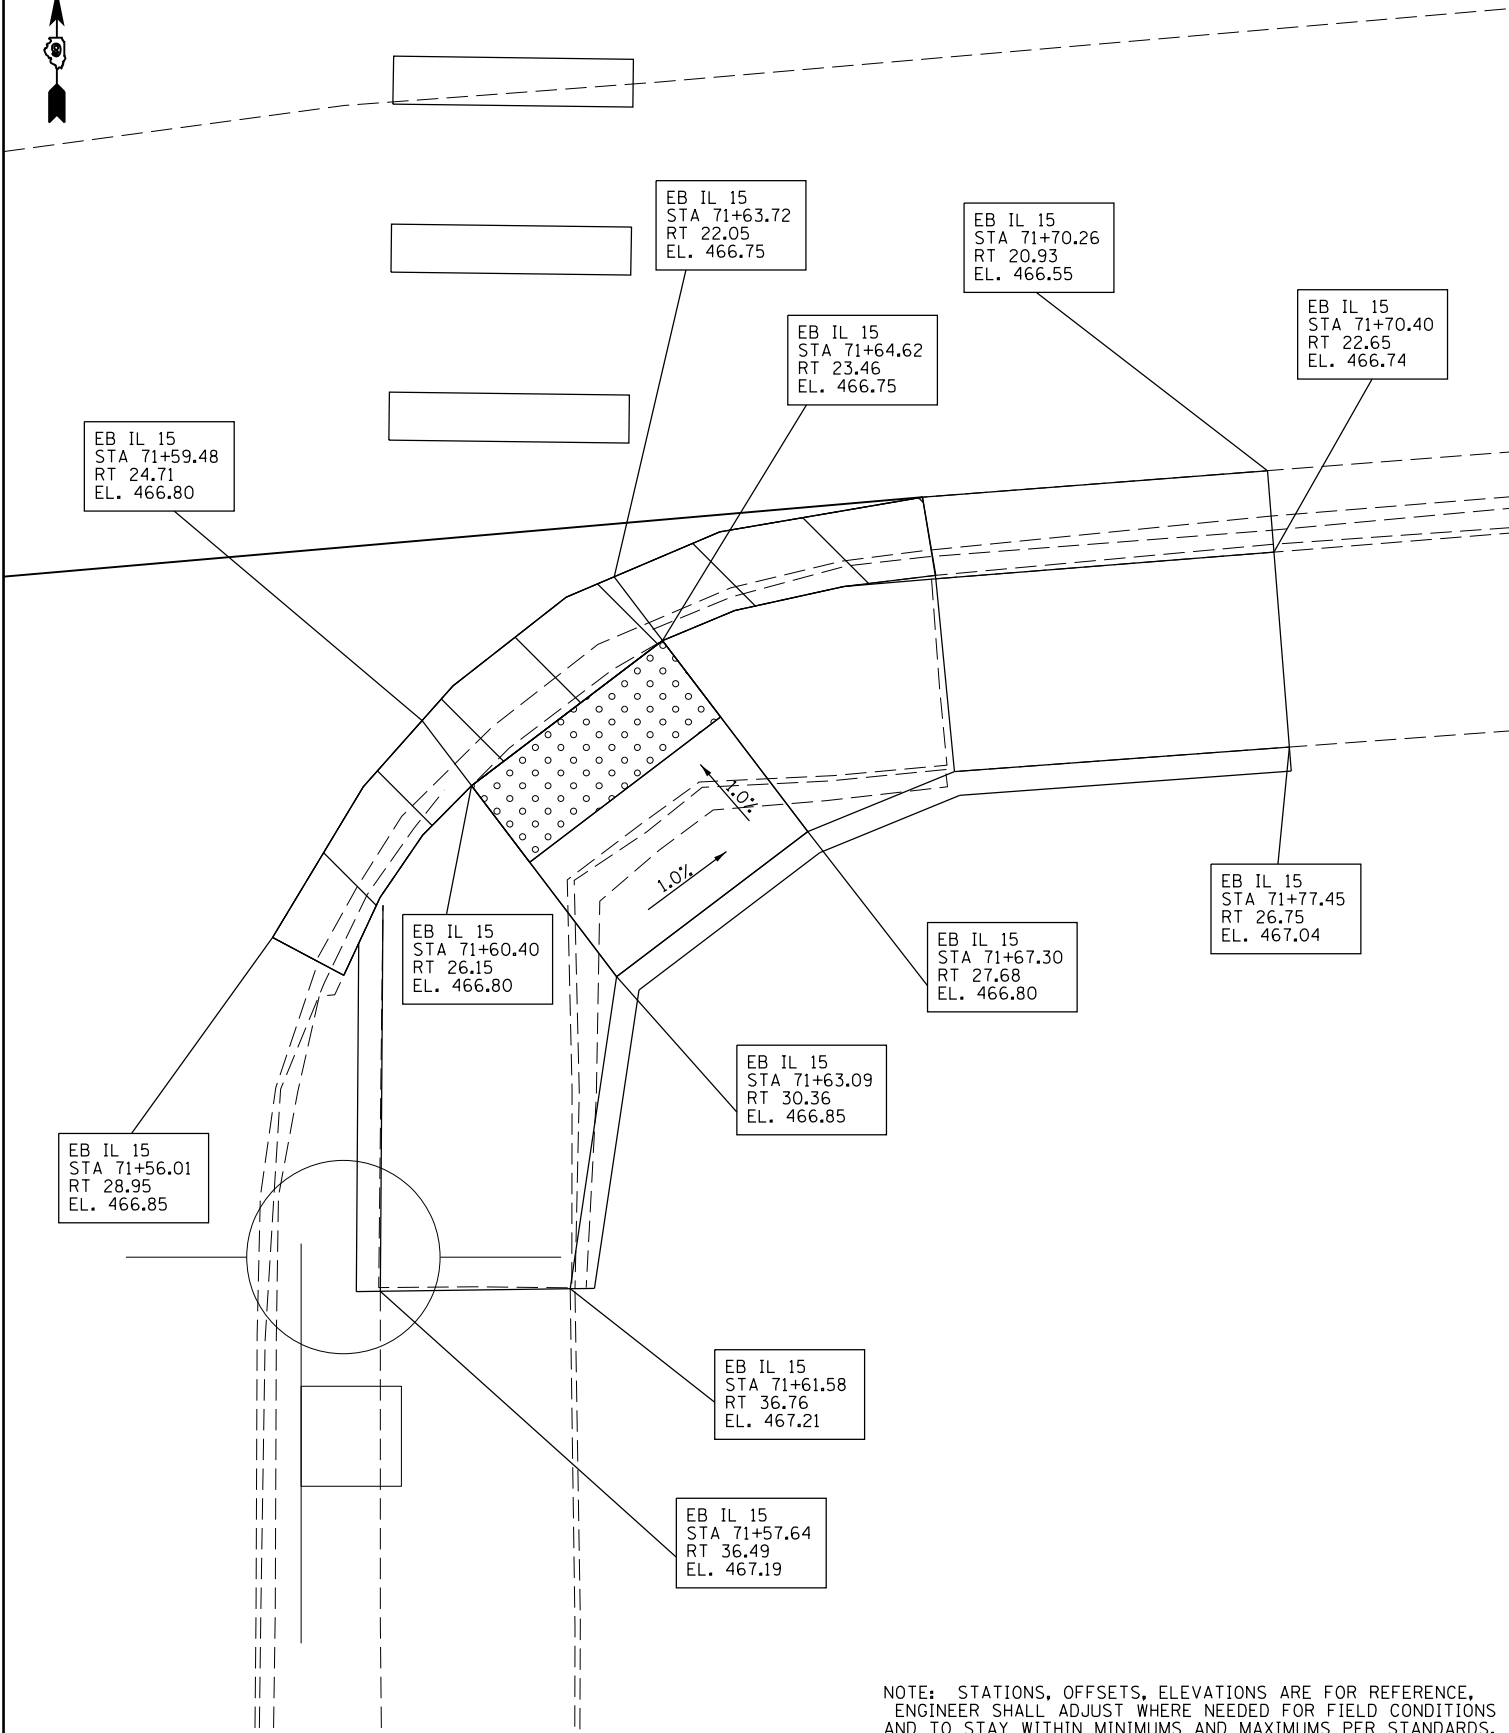 EB IL 15
STA 71+63.72
RT 22.05
EL. 466.75
EB IL 15
STA 71+70.26
RT 20.93
EL. 466.55
EB IL 15
STA 71+70.40
RT 22.65
EL. 466.74
EB IL 15
STA 71+64.62
RT 23.46
EL. 466.75
EB IL 15
STA 71+59.48
RT 24.71
EL. 466.80
1.0%
1.0%
EB IL 15
STA 71+77.45
RT 26.75
EL. 467.04
EB IL 15
STA 71+60.40
RT 26.15
EL. 466.80
EB IL 15
STA 71+67.30
RT 27.68
EL. 466.80
EB IL 15
STA 71+63.09
RT 30.36
EL. 466.85
EB IL 15
STA 71+56.01
RT 28.95
EL. 466.85
EB IL 15
STA 71+61.58
RT 36.76
EL. 467.21
EB IL 15
STA 71+57.64
RT 36.49
EL. 467.19
NOTE: STATIONS, OFFSETS, ELEVATIONS ARE FOR REFERENCE,
ENGINEER SHALL ADJUST WHERE NEEDED FOR FIELD CONDITIONS
AND TO STAY WITHIN MINIMUMS AND MAXIMUMS PER STANDARDS.